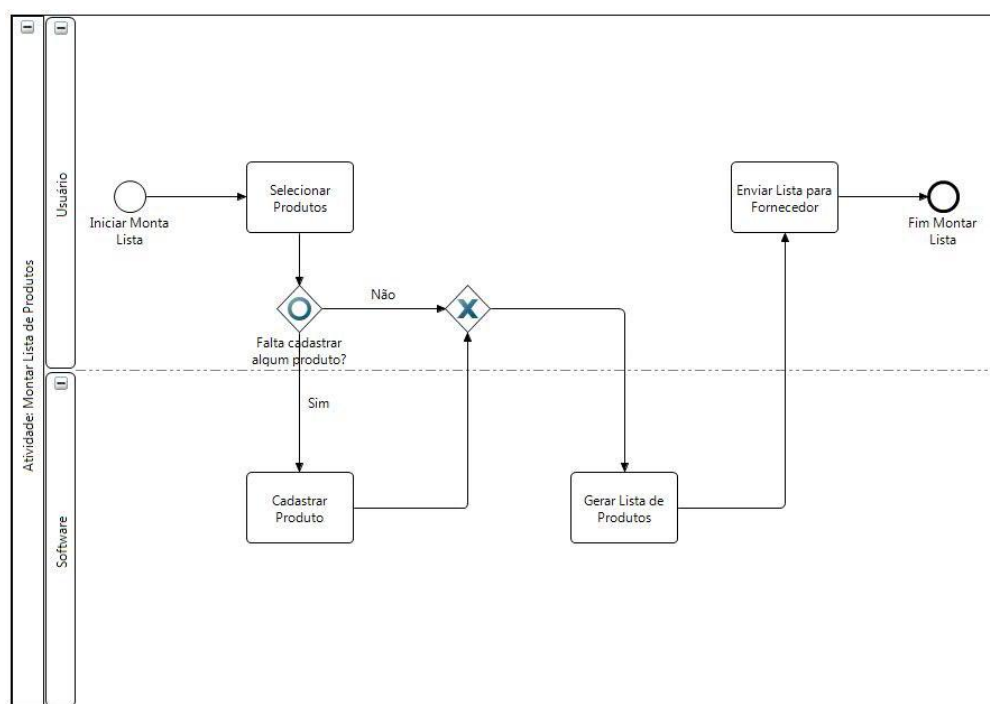 Atividade: Montar Lista de Produtos
Usuário
Iniciar Monta
Lista
Selecionar
Produtos
Falta cadastrar
algum produto?
Não
Sim
Enviar Lista para
Fornecedor
Fim Montar
Lista
Software
Cadastrar
Produto
Gerar Lista de
Produtos